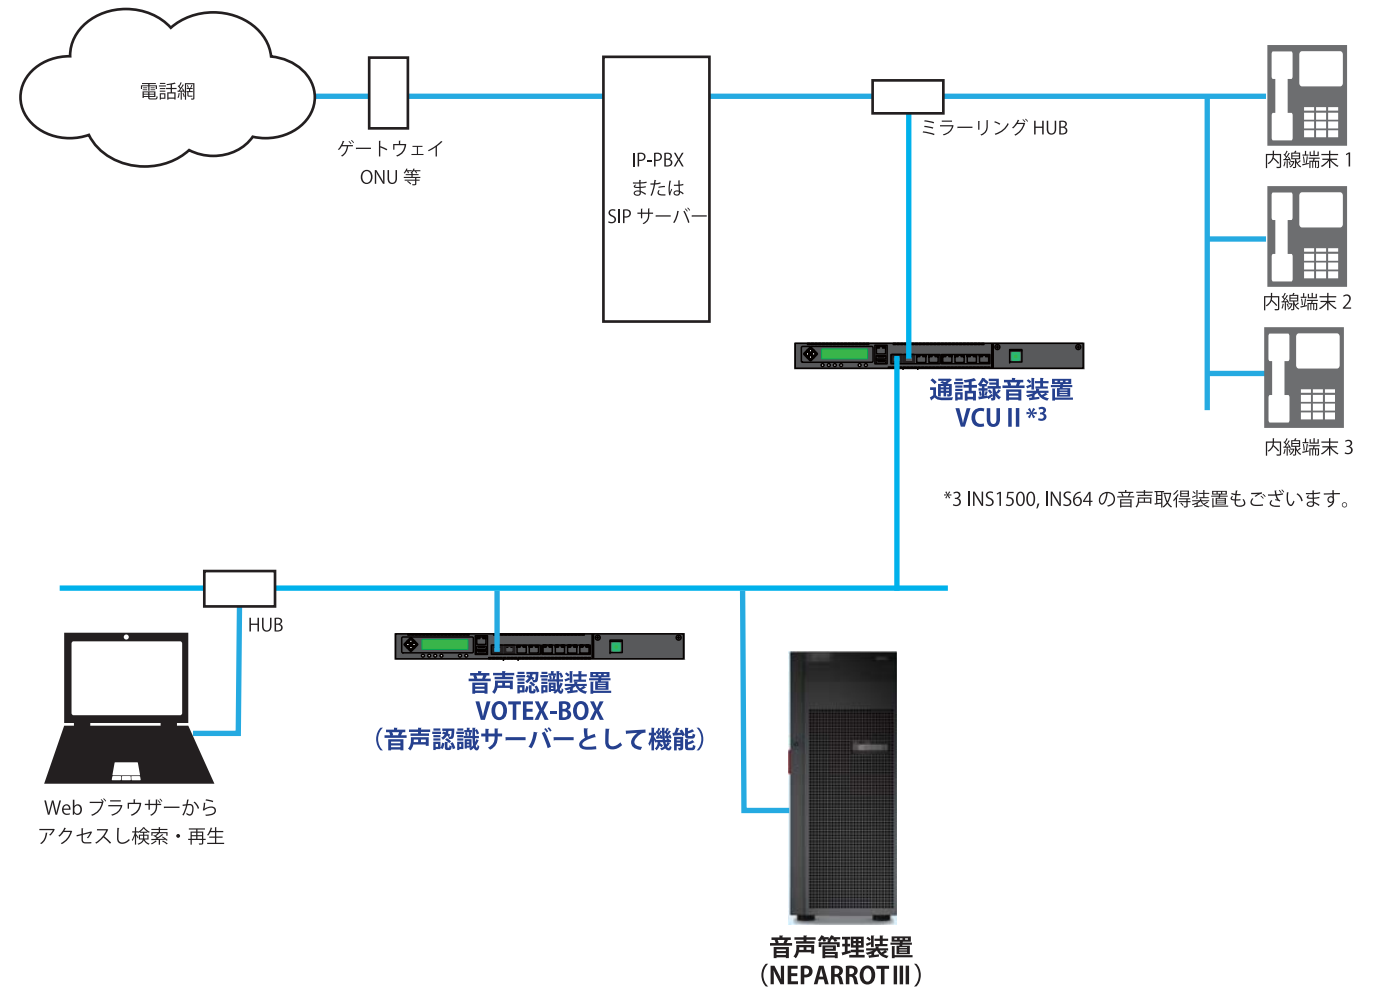 電話網
ゲートウェイ
ONU 等
IP-PBX
または
SIP サーバー
ミラーリング HUB
内線端末 1
内線端末 2
内線端末 3
通話録音装置
VCU II *3
*3 INS1500, INS64 の音声取得装置もございます。
HUB
音声認識装置
VOTEX-BOX
（音声認識サーバーとして機能）
Web ブラウザーから
アクセスし検索・再生
音声管理装置
（NEPARROT III）